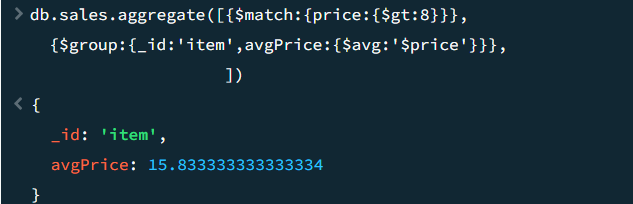 > db.sales.aggregate([{$match:{price:{$gt:8}}},
{$group:{_id:'item',avgPrice:{$avg:'$price'}}},
])
< {
_id: 'item',
avgPrice: 15.833333333333334
}